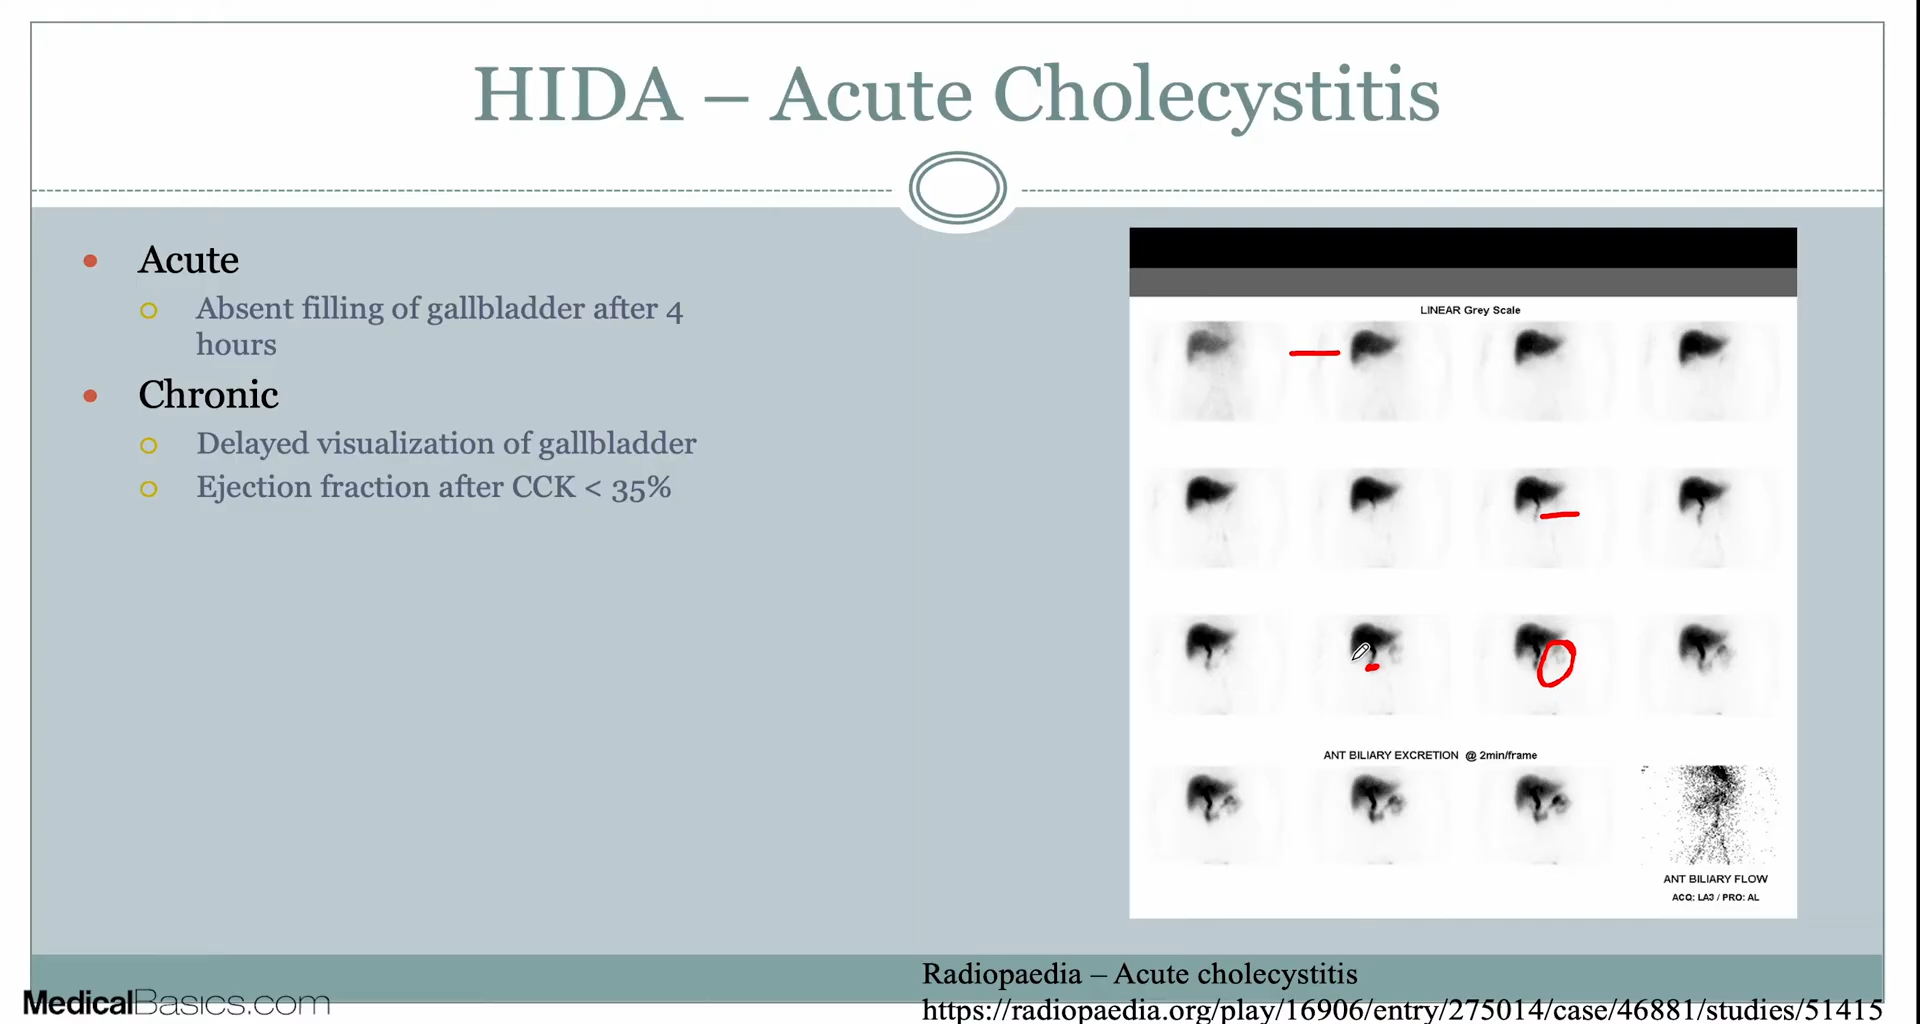 HIDA – Acute Cholecystitis
Acute
Absent filling of gallbladder after 4
hours
Chronic
Delayed visualization of gallbladder
Ejection fraction after CCK < 35%
LINEAR Grey Scale
ANT BILIARY EXCRETION @ 2min/frame
ANT BILIARY FLOW
ACQ: LA3 / PRO: AL
Radiopaedia – Acute cholecystitis
https://radiopaedia.org/play/16906/entry/275014/case/46881/studies/51415
MedicalBasics.com